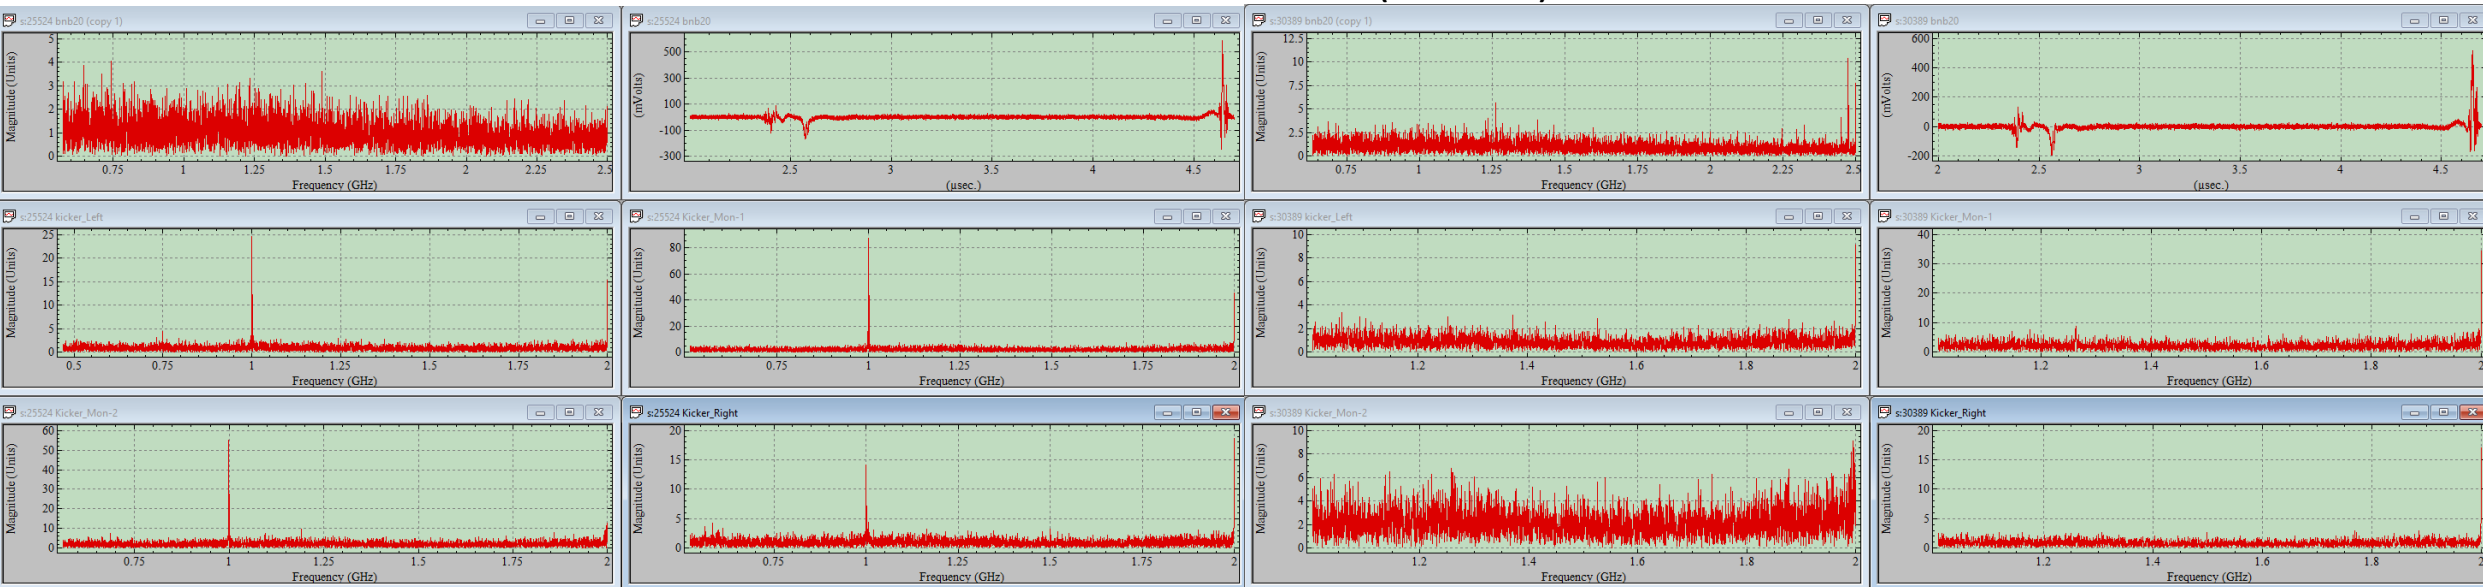 s:25524 bnb20 (copy 1)
Magnitude (Units)
5
4
3
2
1
0
0.75 1 1.25 1.5 1.75 2 2.25 2.5
Frequency (GHz)
s:25524 bnb20
(mVolts)
500
300
100
-100
-300
2.5 3 3.5 4 4.5
(µsec.)
s:30389 bnb20 (copy 1)
Magnitude (Units)
12.5
10
7.5
5
2.5
0
0.75 1 1.25 1.5 1.75 2 2.25 2.5
Frequency (GHz)
s:30389 bnb20
(mVolts)
600
400
200
0
-200
2 2.5 3 3.5 4 4.5
(µsec.)
s:25524 kicker_Left
Magnitude (Units)
25
20
15
10
5
0
0.5 0.75 1 1.25 1.5 1.75 2
Frequency (GHz)
s:25524 Kicker_Mon-1
Magnitude (Units)
80
60
40
20
0
0.75 1 1.25 1.5 1.75 2
Frequency (GHz)
s:30389 kicker_Left
Magnitude (Units)
10
8
6
4
2
0
1.2 1.4 1.6 1.8 2
Frequency (GHz)
s:30389 Kicker_Mon-1
Magnitude (Units)
40
30
20
10
0
1.2 1.4 1.6 1.8 2
Frequency (GHz)
s:25524 Kicker_Mon-2
Magnitude (Units)
60
50
40
30
20
10
0
0.75 1 1.25 1.5 1.75 2
Frequency (GHz)
s:25524 Kicker_Right
Magnitude (Units)
20
15
10
5
0
0.75 1 1.25 1.5 1.75 2
Frequency (GHz)
s:30389 Kicker_Mon-2
Magnitude (Units)
10
8
6
4
2
0
1.2 1.4 1.6 1.8 2
Frequency (GHz)
s:30389 Kicker_Right
Magnitude (Units)
20
15
10
5
0
1.2 1.4 1.6 1.8 2
Frequency (GHz)